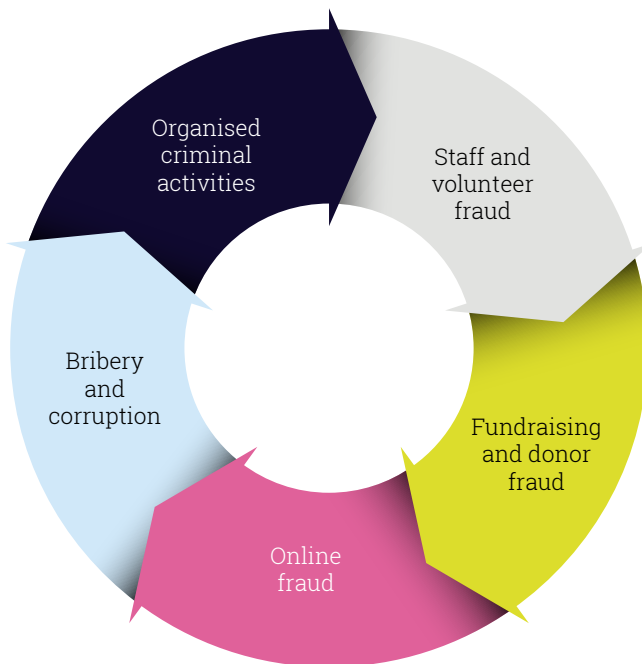 Organised
criminal
activities
Staff and
volunteer
fraud
Fundraising
and donor
fraud
Online
fraud
Bribery
and
corruption